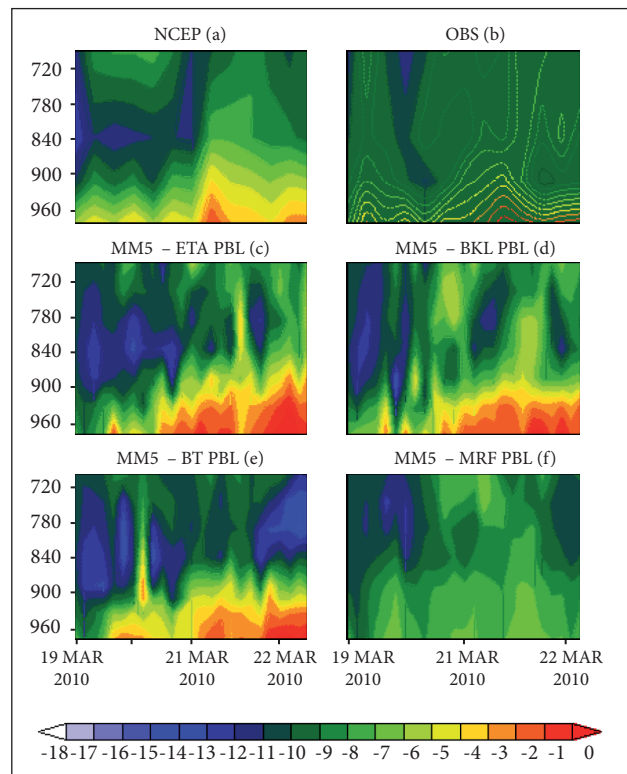 NCEP (a)
OBS (b)
720
780
840
900
960
MM5 – ETA PBL (c)
MM5 – BKL PBL (d)
720
780
840
900
960
MM5 – BT PBL (e)
MM5 – MRF PBL (f)
720
780
840
900
960
19 MAR 2010
21 MAR 2010
22 MAR 2010
19 MAR 2010
21 MAR 2010
22 MAR 2010
-18 -17 -16 -15 -14 -13 -12 -11 -10 -9 -8 -7 -6 -5 -4 -3 -2 -1 0